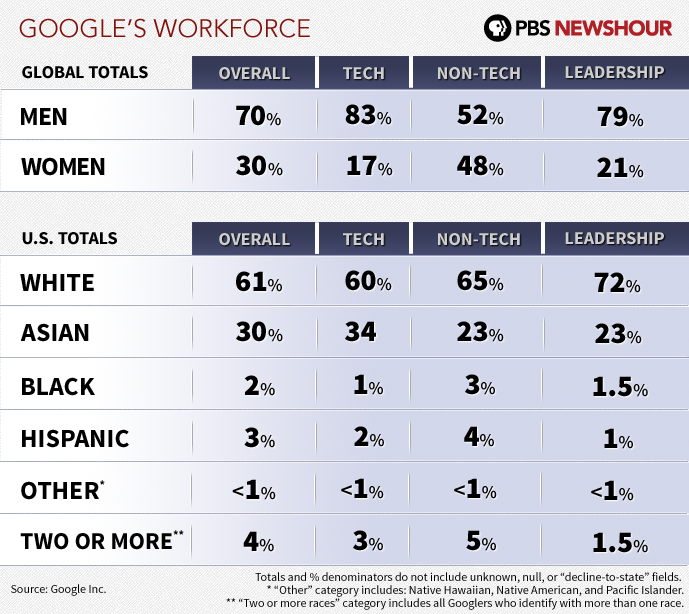 GOOGLE'S WORKFORCE PBS NEWSHOUR
GLOBAL TOTALS OVERALL TECH NON-TECH LEADERSHIP
MEN 70% 83% 52% 79%
WOMEN 30% 17% 48% 21%
U.S. TOTALS OVERALL TECH NON-TECH LEADERSHIP
WHITE 61% 60% 65% 72%
ASIAN 30% 34 23% 23%
BLACK 2% 1% 3% 1.5%
HISPANIC 3% 2% 4% 1%
OTHER* <1% <1% <1% <1%
TWO OR MORE** 4% 3% 5% 1.5%
Totals and % denominators do not include unknown, null, or “decline-to-state” fields.
Source: Google Inc. * “Other” category includes: Native Hawaiian, Native American, and Pacific Islander.
** “Two or more races” category includes all Googlers who identify with more than one race.